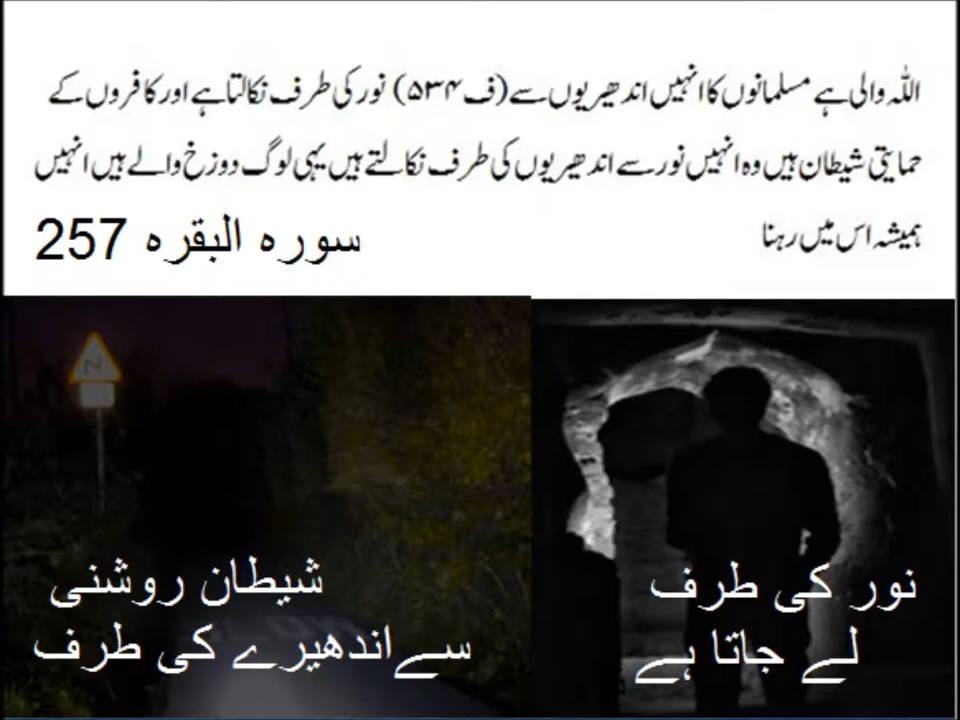 اللہ والی ہے مسلمانوں کا انہیں اندھیریوں سے (ف ۵۳۴) نور کی طرف نکالتا ہے اور کافروں کے
حمایتی شیطان ہیں وہ انہیں نور سے اندھیریوں کی طرف نکالتے ہیں یہی لوگ دوزخ والے ہیں انہیں
ہمیشہ اس میں رہنا
سورہ البقرہ 257
نور کی طرف
لے جاتا ہے
شیطان روشنی
سے اندھیرے کی طرف